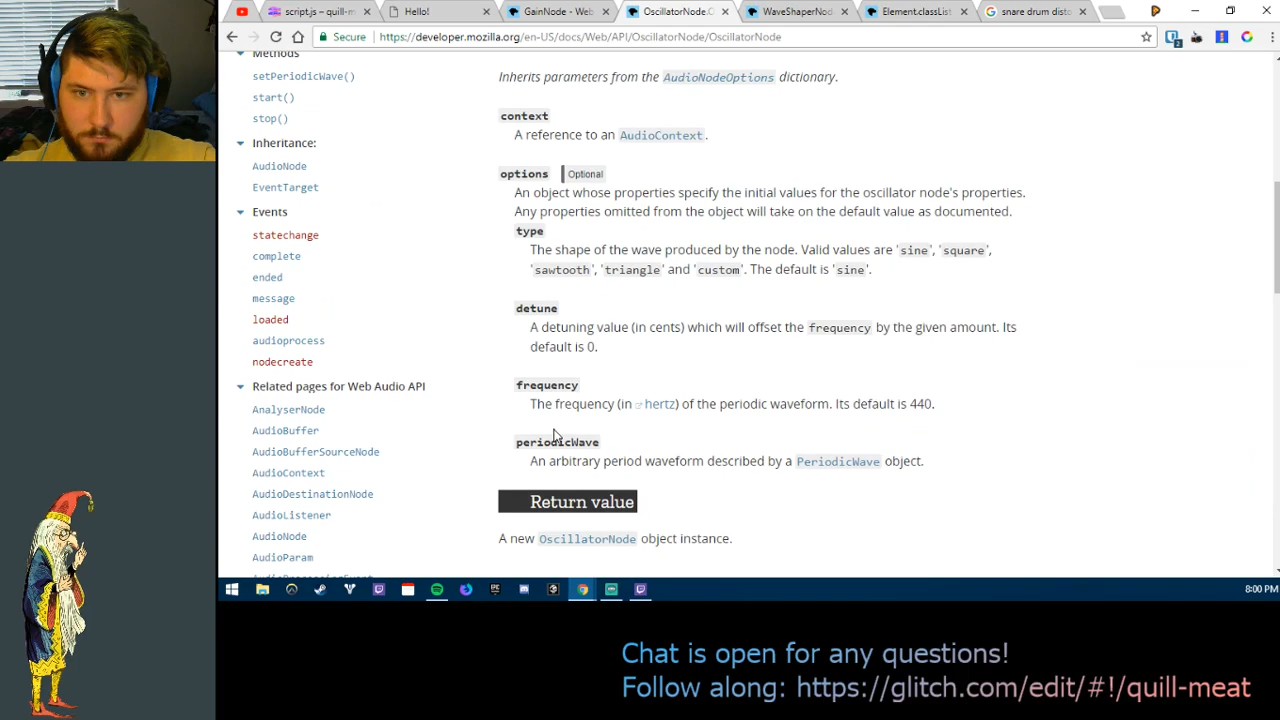 script.js – quill-m
Hello!
GainNode - Web
OscillatorNode.O
WaveShaperNod
Element.classList
snare drum disto
Secure
https://developer.mozilla.org/en-US/docs/Web/API/OscillatorNode/OscillatorNode
Methods
setPeriodicWave()
start()
stop()
Inheritance:
AudioNode
EventTarget
Events
statechange
complete
ended
message
loaded
audioprocess
nodecreate
Related pages for Web Audio API
AnalyserNode
AudioBuffer
AudioBufferSourceNode
AudioContext
AudioDestinationNode
AudioListener
AudioNode
AudioParam
AudioProcessingEvent
Inherits parameters from the AudioNodeOptions dictionary.
context
A reference to an AudioContext.
options Optional
An object whose properties specify the initial values for the oscillator node's properties.
Any properties omitted from the object will take on the default value as documented.
type
The shape of the wave produced by the node. Valid values are 'sine', 'square',
'sawtooth', 'triangle' and 'custom'. The default is 'sine'.
detune
A detuning value (in cents) which will offset the frequency by the given amount. Its
default is 0.
frequency
The frequency (in hertz) of the periodic waveform. Its default is 440.
periodicWave
An arbitrary period waveform described by a PeriodicWave object.
Return value
A new OscillatorNode object instance.
8:00 PM
Chat is open for any questions!
Follow along: https://glitch.com/edit/#!/quill-meat